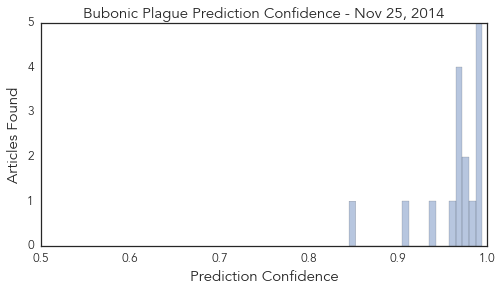 Bubonic Plague Prediction Confidence - Nov 25, 2014
Articles Found
5
4
3
2
1
0
0.5 0.6 0.7 0.8 0.9 1.0
Prediction Confidence